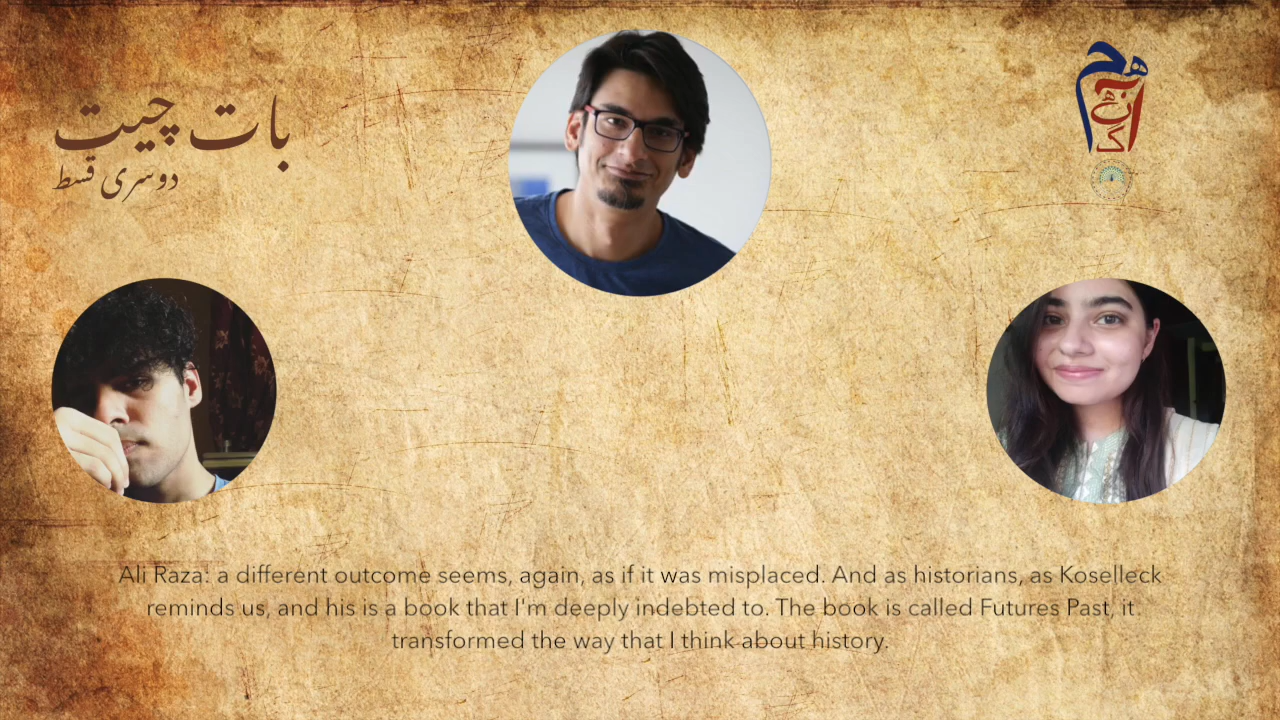 بات چیت
دوسری قسط
هم آہنگ
Ali Raza: a different outcome seems, again, as if it was misplaced. And as historians, as Koselleck
reminds us, and his is a book that I'm deeply indebted to. The book is called Futures Past, it
transformed the way that I think about history.